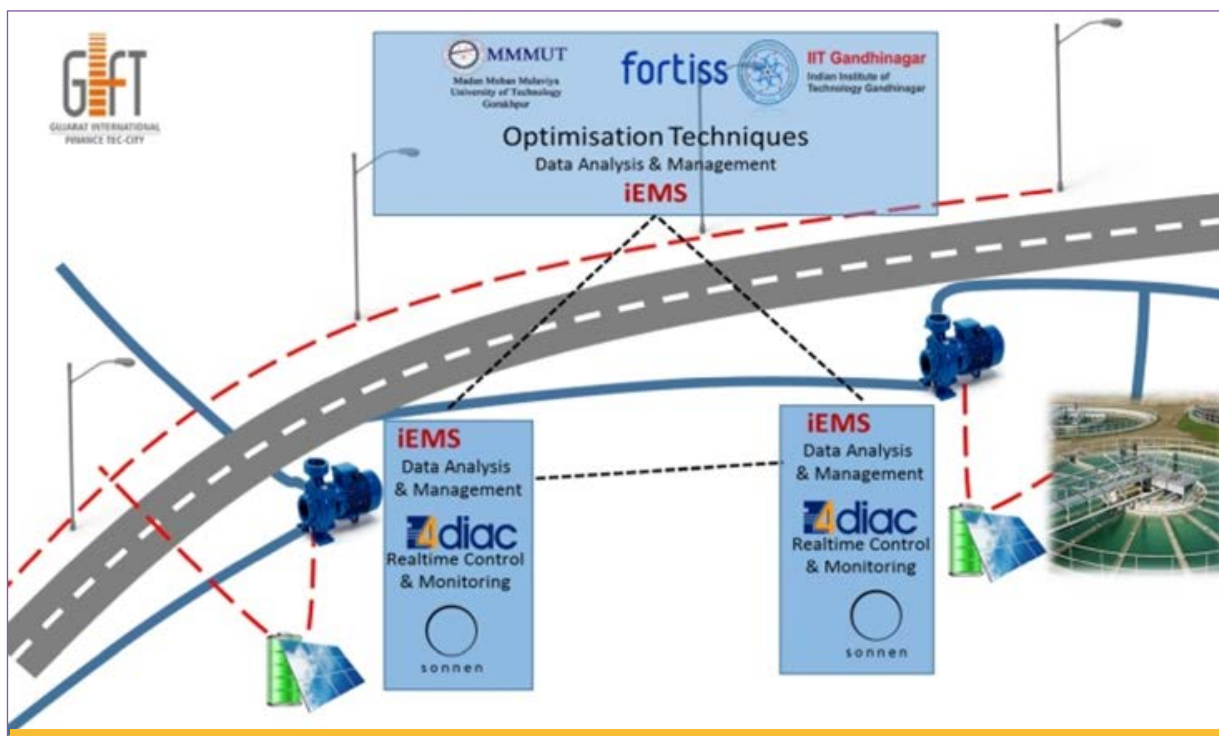 GIFT
GUJARAT INTERNATIONAL
FINANCE TEC-CITY
MMMUT
Madan Mohan Malaviya
University of Technology
Gorakhpur
fortiss
IIT Gandhinagar
Indian Institute of
Technology Gandhinagar
Optimisation Techniques
Data Analysis & Management
iEMS
iEMS
Data Analysis
& Management
4diac
Realtime Control
& Monitoring
sonnen
iEMS
Data Analysis
& Management
4diac
Realtime Control
& Monitoring
sonnen